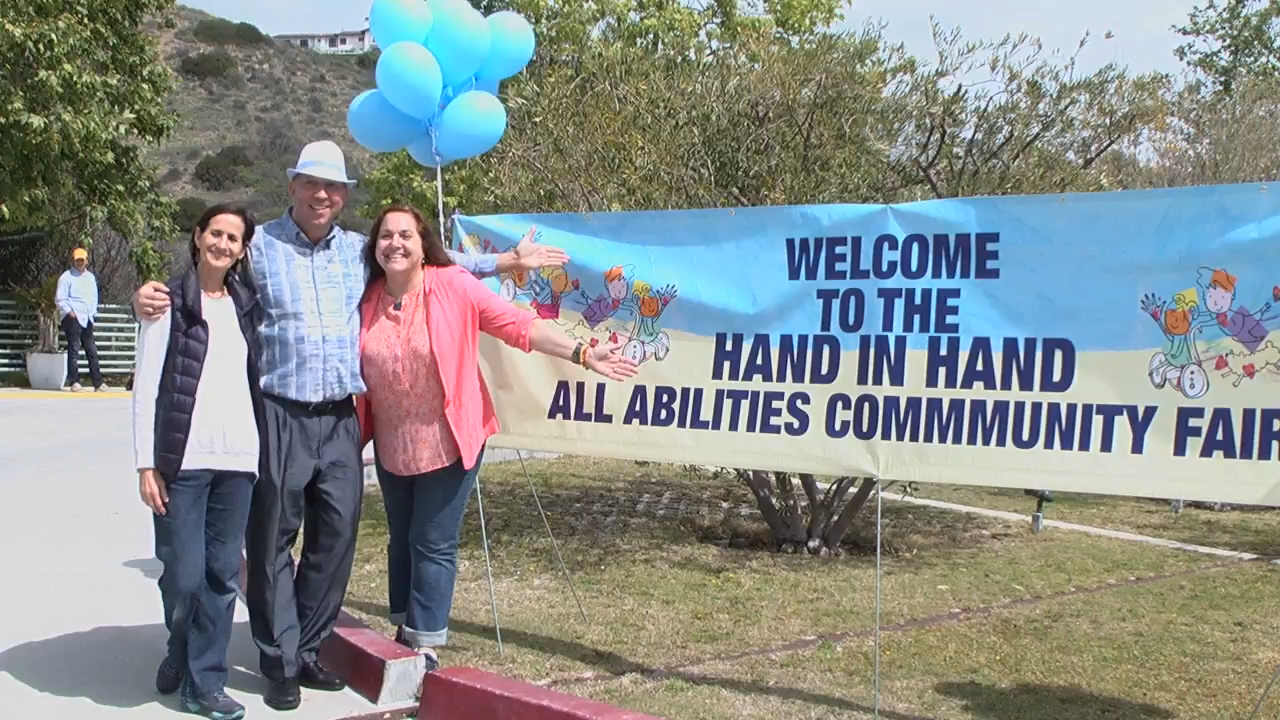 WELCOME
TO THE
HAND IN HAND
ALL ABILITIES COMMMUNITY FAIR